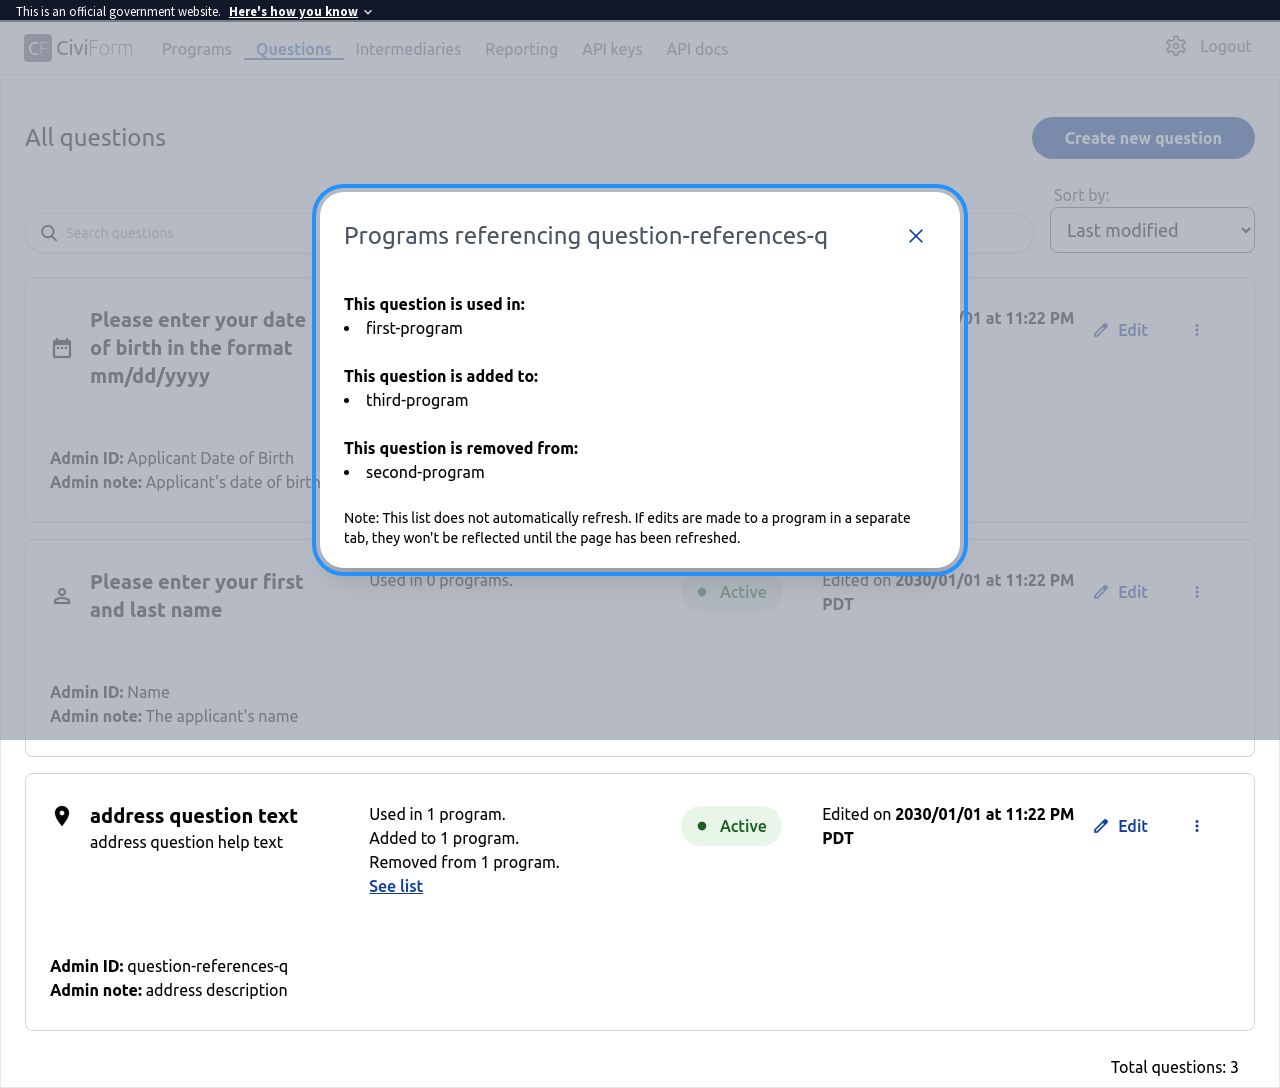 This is an official government website. Here's how you know
CF CiviForm Programs Questions Intermediaries Reporting API keys API docs Logout
All questions
Create new question
Sort by:
Search questions
Last modified
Programs referencing question-references-q
This question is used in:
• first-program
This question is added to:
• third-program
This question is removed from:
• second-program
Note: This list does not automatically refresh. If edits are made to a program in a separate
tab, they won't be reflected until the page has been refreshed.
Please enter your date
of birth in the format
mm/dd/yyyy
/01 at 11:22 PM
Edit
Admin ID: Applicant Date of Birth
Admin note: Applicant's date of birth
Please enter your first
and last name
Used in 0 programs.
Active
Edited on 2030/01/01 at 11:22 PM
PDT
Edit
Admin ID: Name
Admin note: The applicant's name
address question text
address question help text
Used in 1 program.
Added to 1 program.
Removed from 1 program.
See list
Active
Edited on 2030/01/01 at 11:22 PM
PDT
Edit
Admin ID: question-references-q
Admin note: address description
Total questions: 3